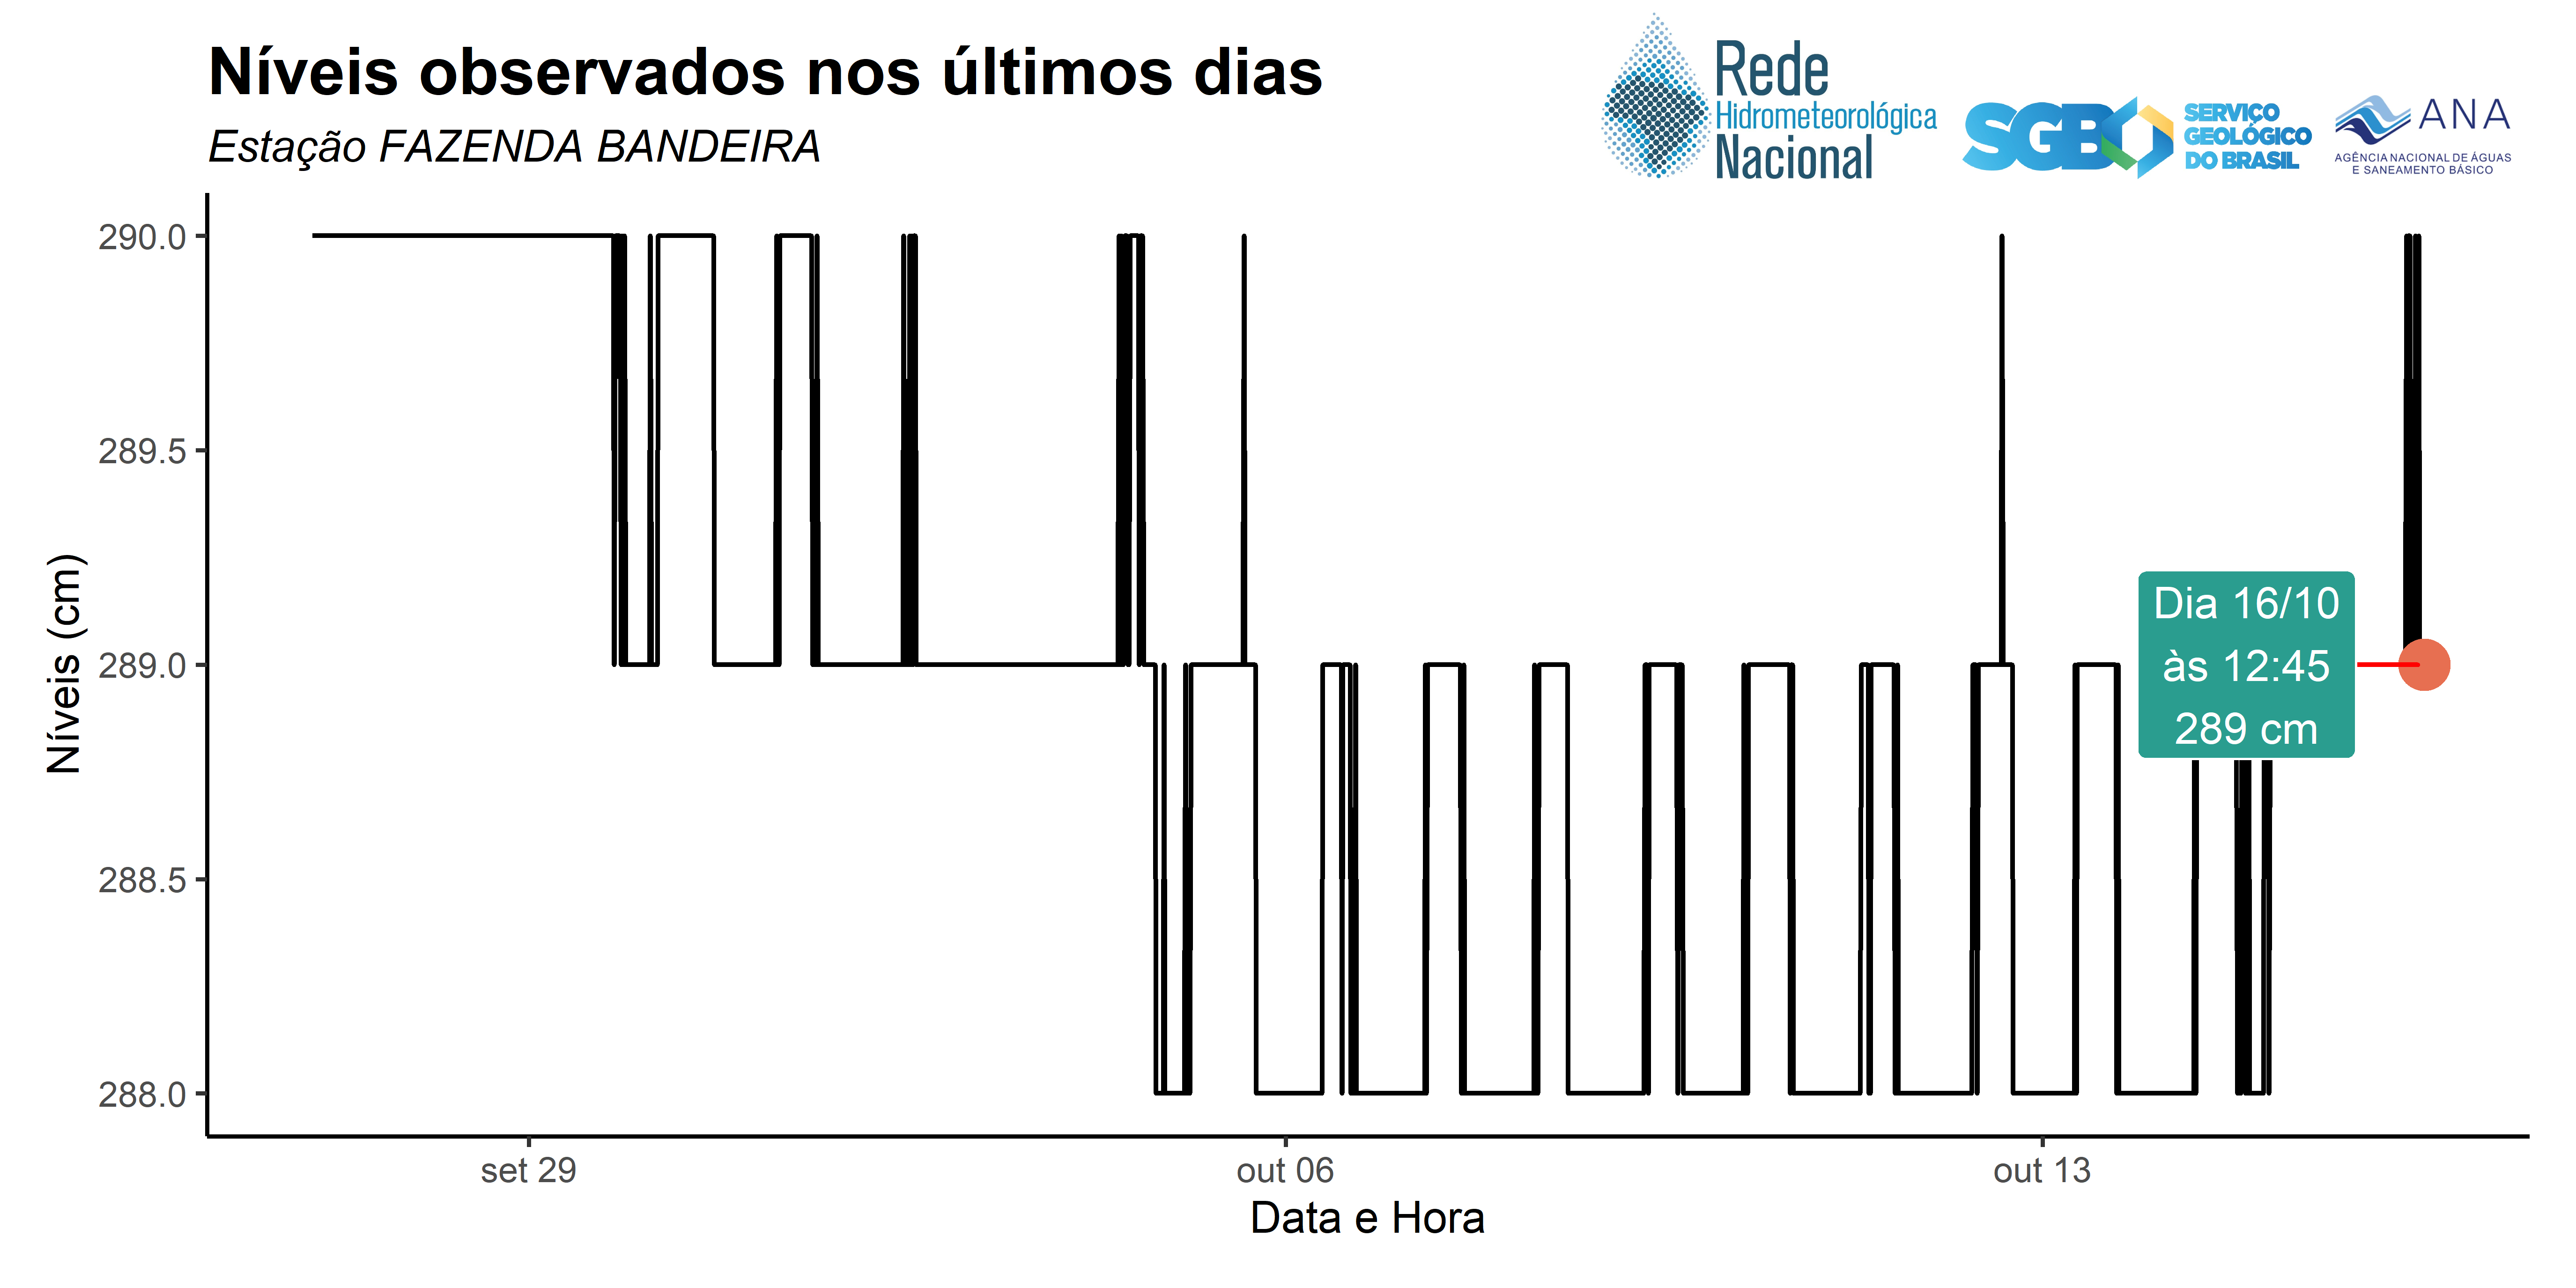 Níveis observados nos últimos dias
Estação FAZENDA BANDEIRA
Rede
Hidrometeorológica
Nacional
SGB
SERVIÇO
GEOLÓGICO
DO BRASIL
ANA
AGÊNCIA NACIONAL DE ÁGUAS
E SANEAMENTO BÁSICO
Níveis (cm)
290.0
289.5
289.0
288.5
288.0
Dia 16/10
às 12:45
289 cm
set 29
out 06
out 13
Data e Hora